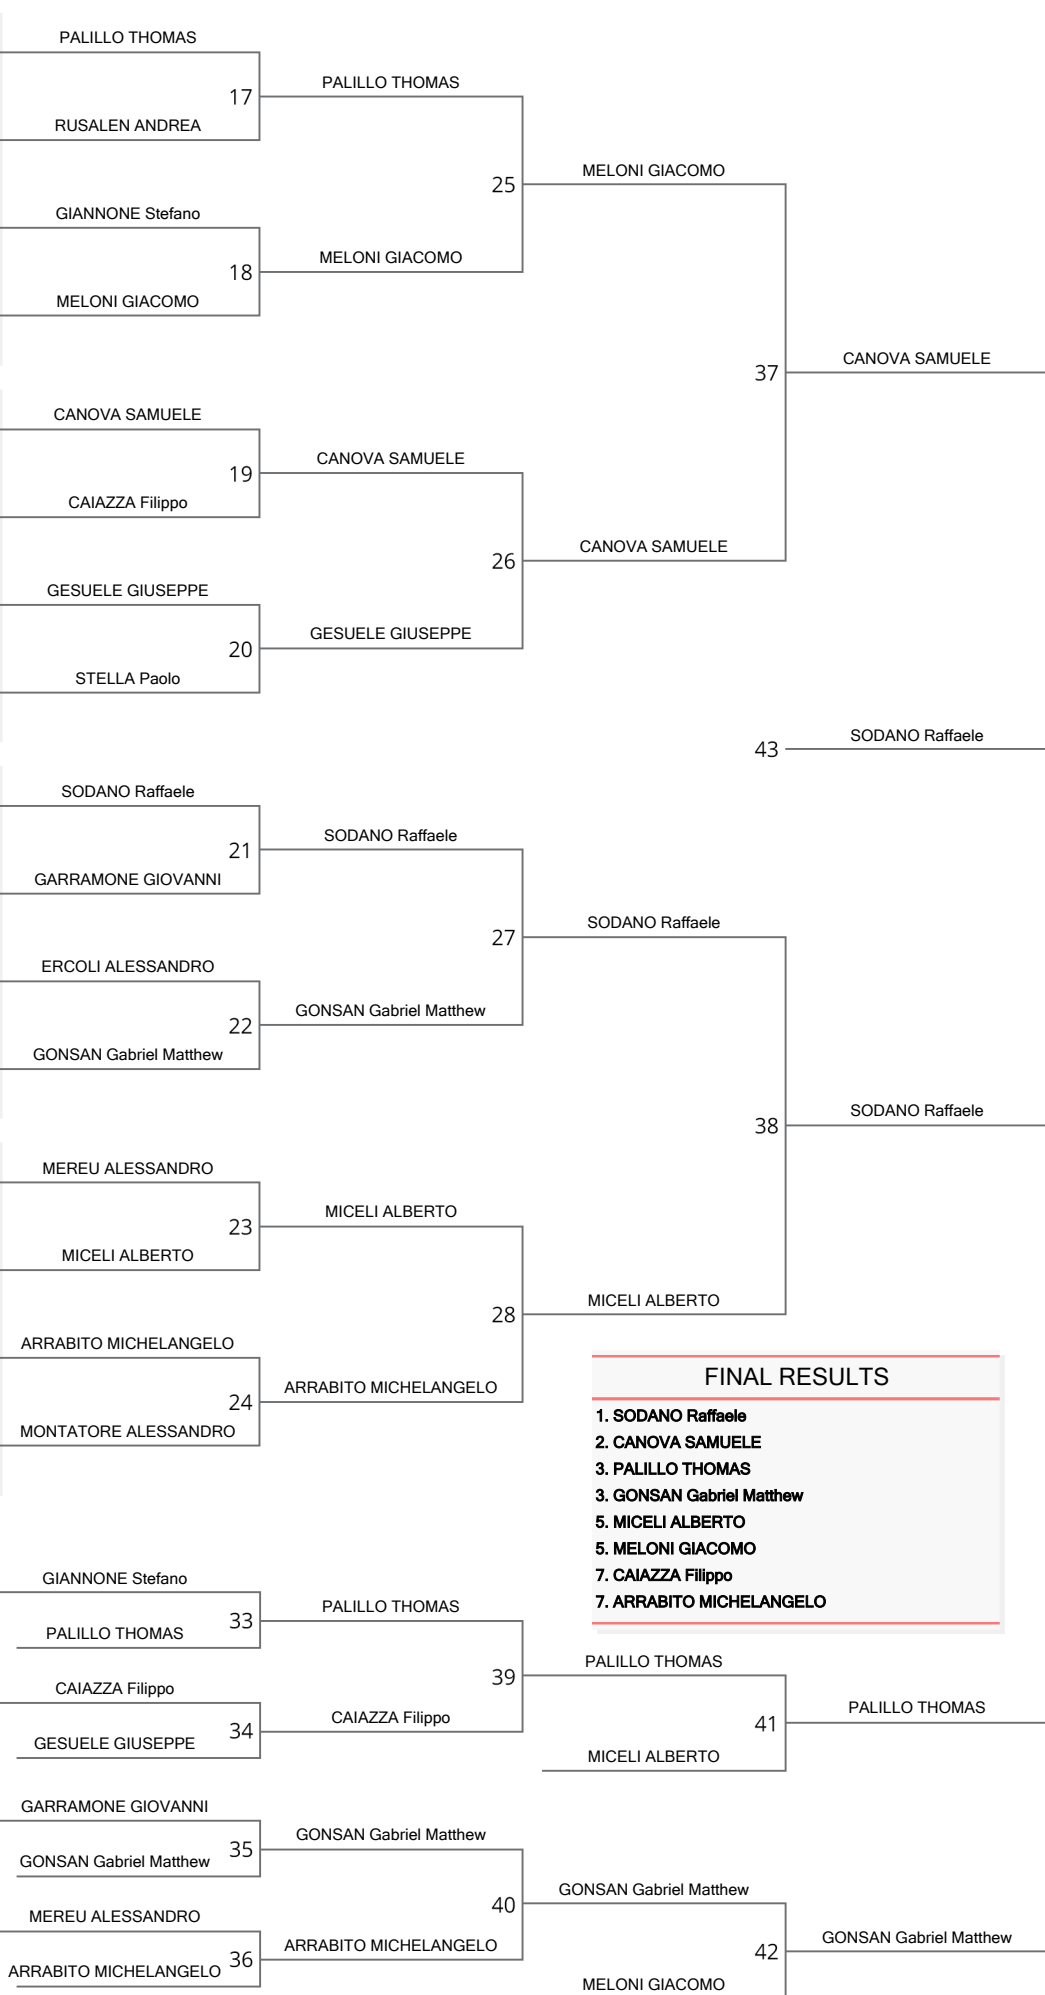 PALILLO THOMAS
17
PALILLO THOMAS
RUSALEN ANDREA
25
MELONI GIACOMO
GIANNONE Stefano
18
MELONI GIACOMO
MELONI GIACOMO
37
CANOVA SAMUELE
CANOVA SAMUELE
19
CANOVA SAMUELE
CAIAZZA Filippo
26
CANOVA SAMUELE
GESUELE GIUSEPPE
20
GESUELE GIUSEPPE
STELLA Paolo
43
SODANO Raffaele
SODANO Raffaele
21
SODANO Raffaele
GARRAMONE GIOVANNI
27
SODANO Raffaele
ERCOLI ALESSANDRO
22
GONSAN Gabriel Matthew
GONSAN Gabriel Matthew
38
SODANO Raffaele
MEREU ALESSANDRO
23
MICELI ALBERTO
MICELI ALBERTO
28
MICELI ALBERTO
ARRABITO MICHELANGELO
24
ARRABITO MICHELANGELO
MONTATORE ALESSANDRO
FINAL RESULTS
1. SODANO Raffaele
2. CANOVA SAMUELE
3. PALILLO THOMAS
3. GONSAN Gabriel Matthew
5. MICELI ALBERTO
5. MELONI GIACOMO
7. CAIAZZA Filippo
7. ARRABITO MICHELANGELO
GIANNONE Stefano
33
PALILLO THOMAS
PALILLO THOMAS
39
PALILLO THOMAS
CAIAZZA Filippo
34
CAIAZZA Filippo
GESUELE GIUSEPPE
41
PALILLO THOMAS
MICELI ALBERTO
GARRAMONE GIOVANNI
35
GONSAN Gabriel Matthew
GONSAN Gabriel Matthew
40
GONSAN Gabriel Matthew
MEREU ALESSANDRO
36
ARRABITO MICHELANGELO
ARRABITO MICHELANGELO
42
GONSAN Gabriel Matthew
MELONI GIACOMO